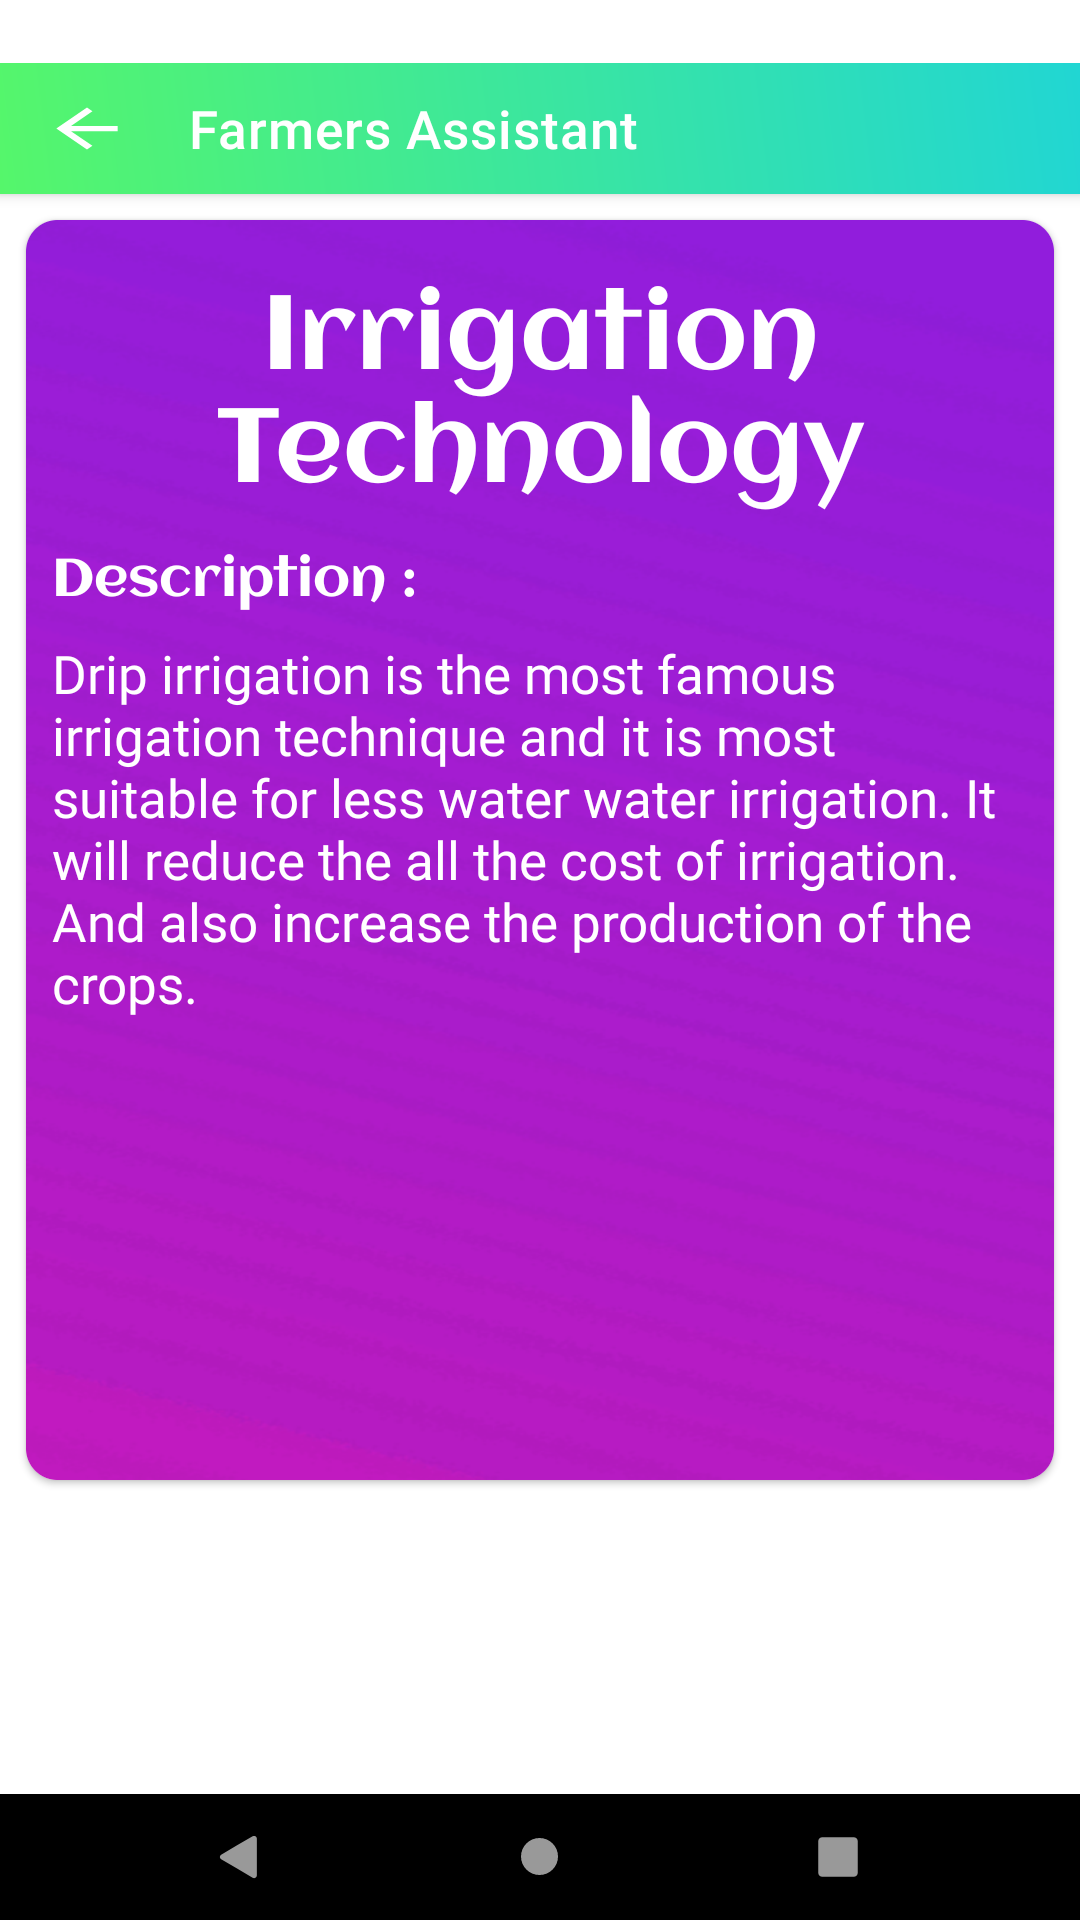 Farmers Assistant
Irrigation
Technology
Description :
Drip irrigation is the most famous
irrigation technique and it is most
suitable for less water water irrigation. It
will reduce the all the cost of irrigation.
And also increase the production of the
crops.